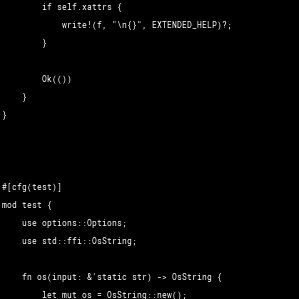 if self.xattrs {
write!(f, "\n{}", EXTENDED_HELP)?;
}
Ok(())
}
}
#[cfg(test)]
mod test {
use options::Options;
use std::ffi::OsString;
fn os(input: &'static str) -> OsString {
let mut os = OsString::new();